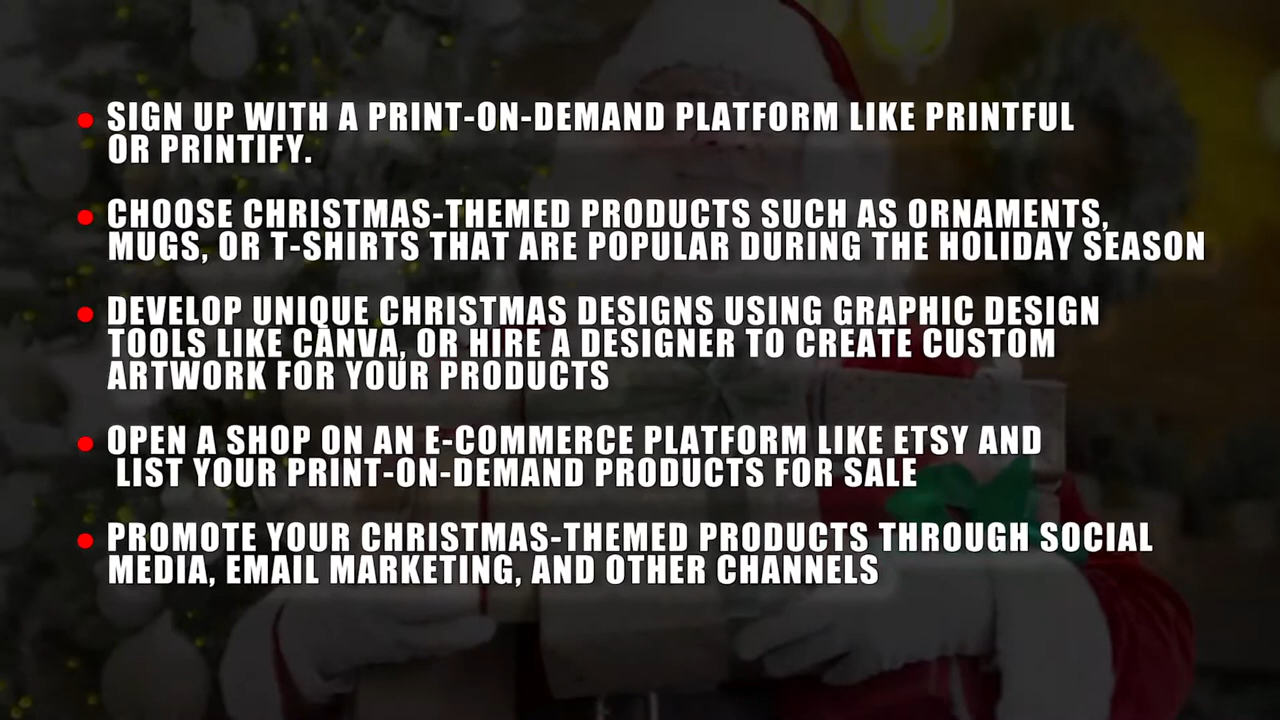 SIGN UP WITH A PRINT-ON-DEMAND PLATFORM LIKE PRINTFUL
OR PRINTIFY.
CHOOSE CHRISTMAS-THEMED PRODUCTS SUCH AS ORNAMENTS,
MUGS, OR T-SHIRTS THAT ARE POPULAR DURING THE HOLIDAY SEASON
DEVELOP UNIQUE CHRISTMAS DESIGNS USING GRAPHIC DESIGN
TOOLS LIKE CANVA, OR HIRE A DESIGNER TO CREATE CUSTOM
ARTWORK FOR YOUR PRODUCTS
OPEN A SHOP ON AN E-COMMERCE PLATFORM LIKE ETSY AND
LIST YOUR PRINT-ON-DEMAND PRODUCTS FOR SALE
PROMOTE YOUR CHRISTMAS-THEMED PRODUCTS THROUGH SOCIAL
MEDIA, EMAIL MARKETING, AND OTHER CHANNELS